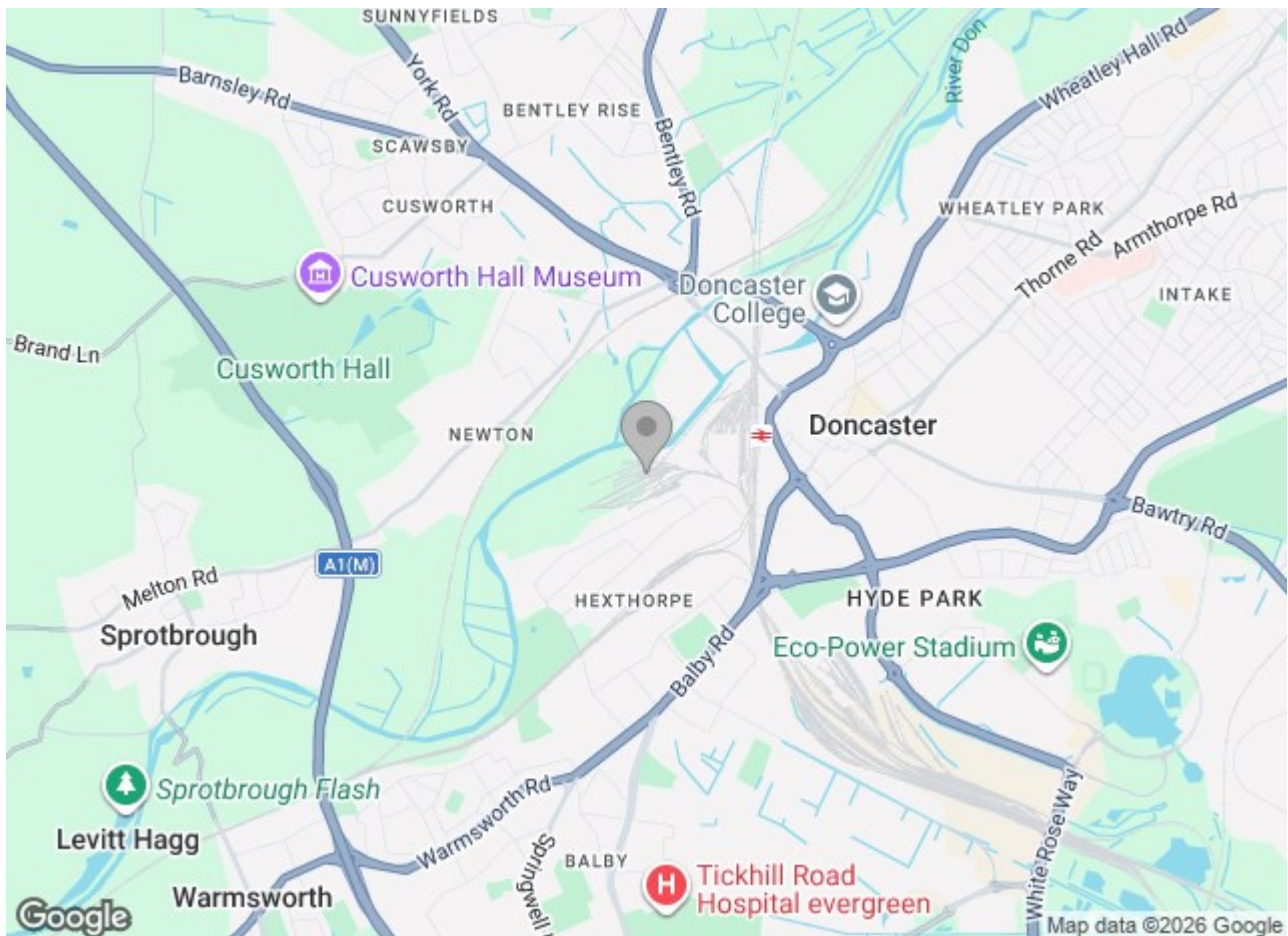 SUNNYFIELDS
Barnsley Rd
York Rd
BENTLEY RISE
SCAWSBY
Bentley Rd
River Don
Wheatley Hall Rd
CUSWORTH
WHEATLEY PARK
Armthorpe Rd
Thorne Rd
Cusworth Hall Museum
Doncaster
College
INTAKE
Brand Ln
Cusworth Hall
NEWTON
Doncaster
Bawtry Rd
A1(M)
Melton Rd
HEXTHORPE
HYDE PARK
Sprotbrough
Eco-Power Stadium
Balby Rd
Sprotbrough Flash
Levitt Hagg
Warmsworth Rd
Springwell
BALBY
White Rose Way
Tickhill Road
Hospital evergreen
H
Warmsworth
Google
Map data ©2026 Google